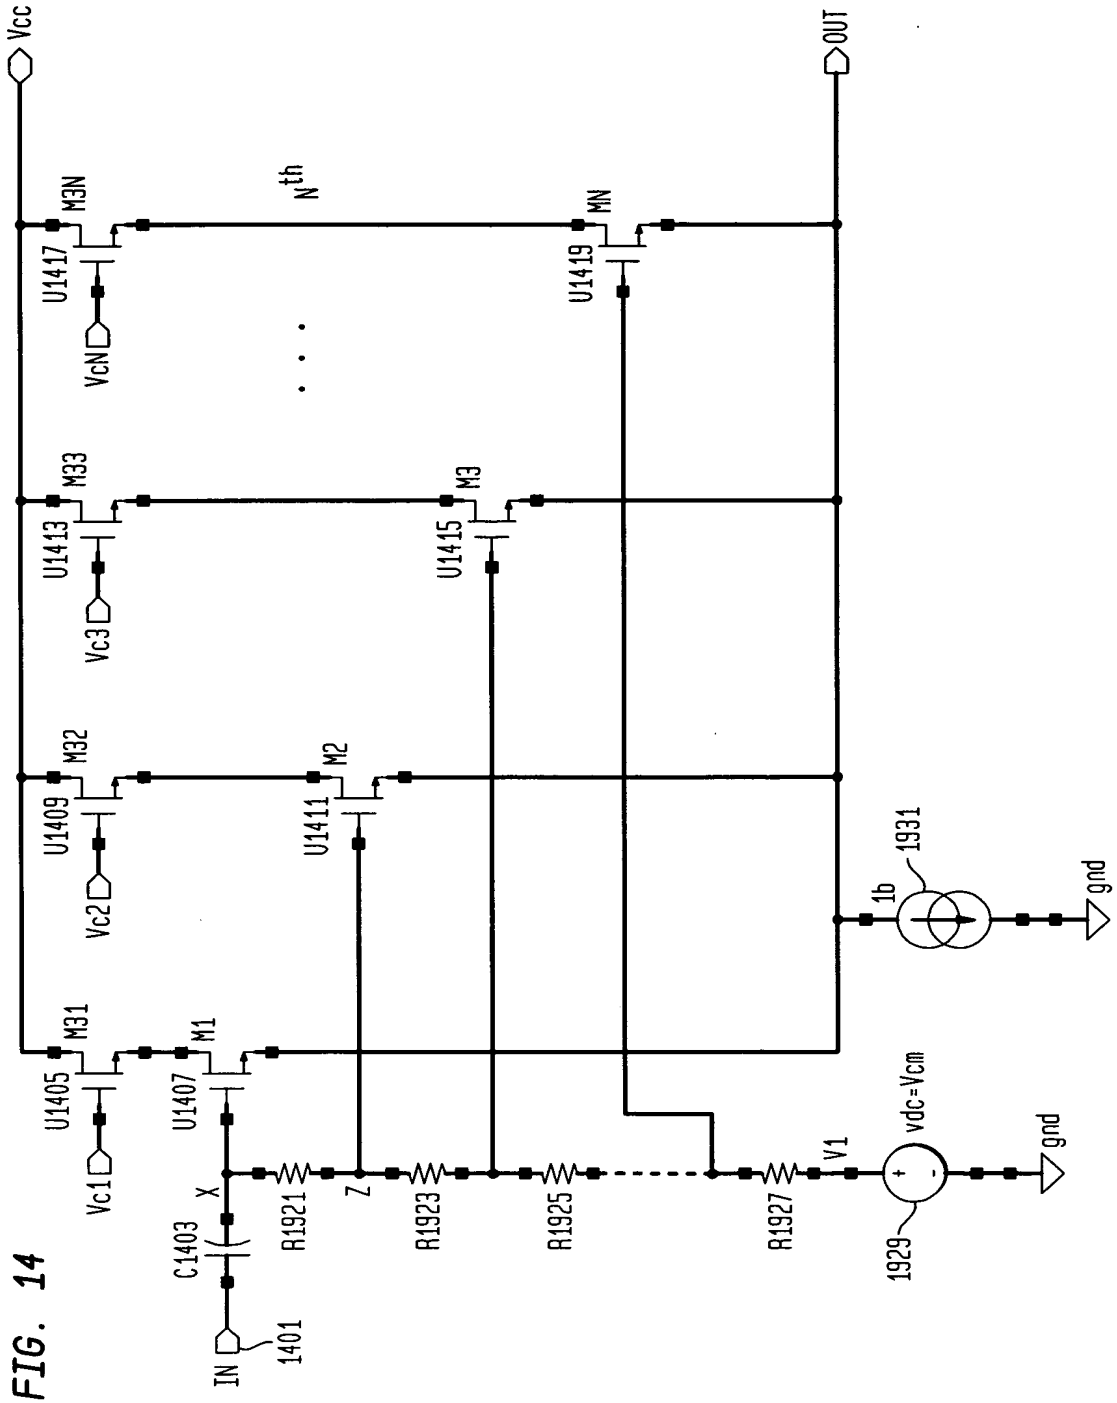 FIG. 14
Vcc
OUT
M3N
U1417
VcN
Nth
MN
U1419
M33
U1413
Vc3
M3
U1415
M32
U1409
Vc2
M2
U1411
M31
U1405
Vc1
M1
U1407
X
C1403
IN
1401
R1921
Z
R1923
R1925
R1927
V1
vdc=Vcm
+
-
1929
gnd
1b
1931
gnd